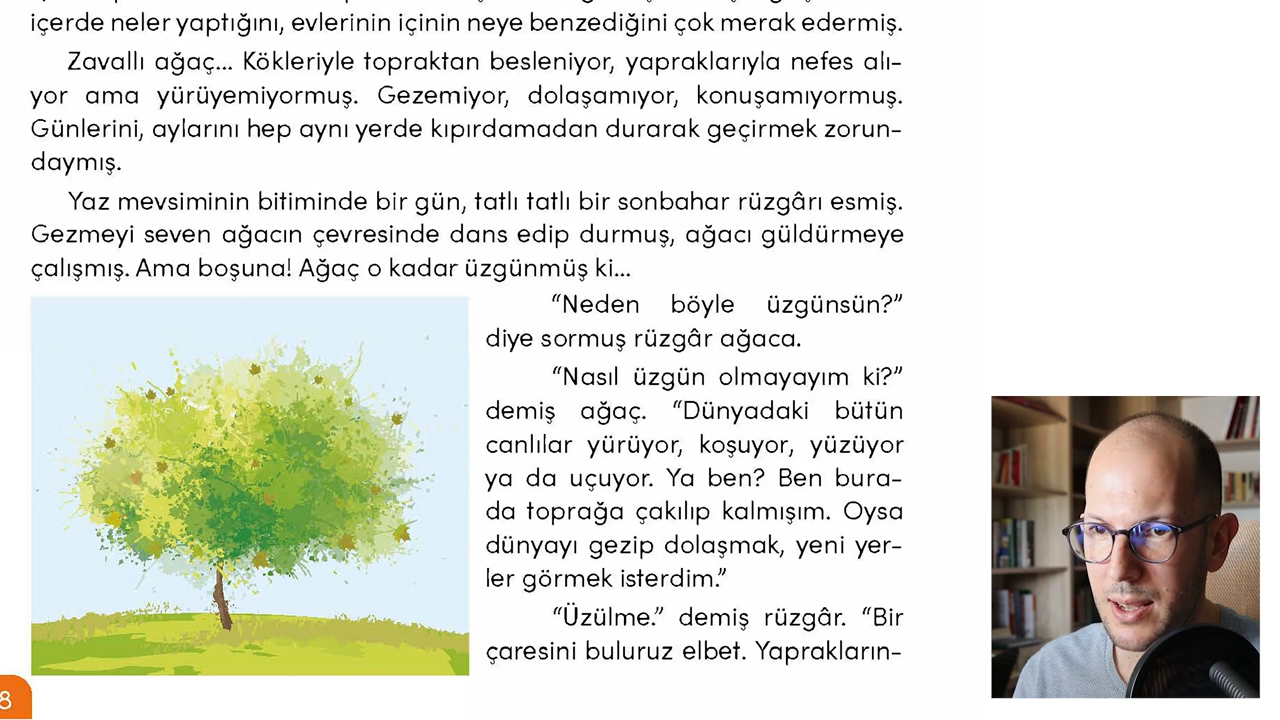 içerde neler yaptığını, evlerinin içinin neye benzediğini çok merak edermiş.
Zavallı ağaç... Kökleriyle topraktan besleniyor, yapraklarıyla nefes alı-
yor ama yürüyemiyormuş. Gezemiyor, dolaşamıyor, konuşamıyormuş.
Günlerini, aylarını hep aynı yerde kıpırdamadan durarak geçirmek zorun-
daymış.
Yaz mevsiminin bitiminde bir gün, tatlı tatlı bir sonbahar rüzgârı esmiş.
Gezmeyi seven ağacın çevresinde dans edip durmuş, ağacı güldürmeye
çalışmış. Ama boşuna! Ağaç o kadar üzgünmüş ki...
“Neden böyle üzgünsün?”
diye sormuş rüzgâr ağaca.
“Nasıl üzgün olmayayım ki?”
demiş ağaç. “Dünyadaki bütün
canlılar yürüyor, koşuyor, yüzüyor
ya da uçuyor. Ya ben? Ben bura-
da toprağa çakılıp kalmışım. Oysa
dünyayı gezip dolaşmak, yeni yer-
ler görmek isterdim.”
“Üzülme.” demiş rüzgâr. “Bir
çaresini buluruz elbet. Yaprakların-
8